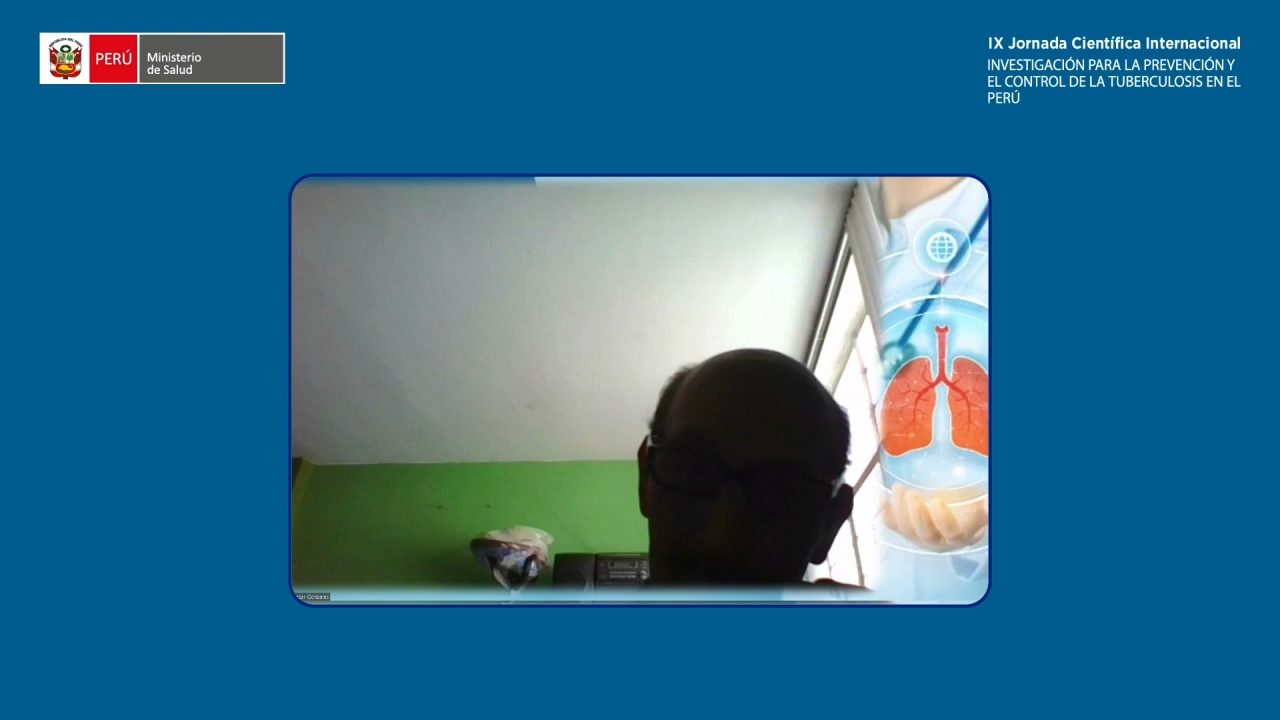 PERÚ
Ministerio
de Salud
IX Jornada Científica Internacional
INVESTIGACIÓN PARA LA PREVENCIÓN Y
EL CONTROL DE LA TUBERCULOSIS EN EL
PERÚ
Gonzales